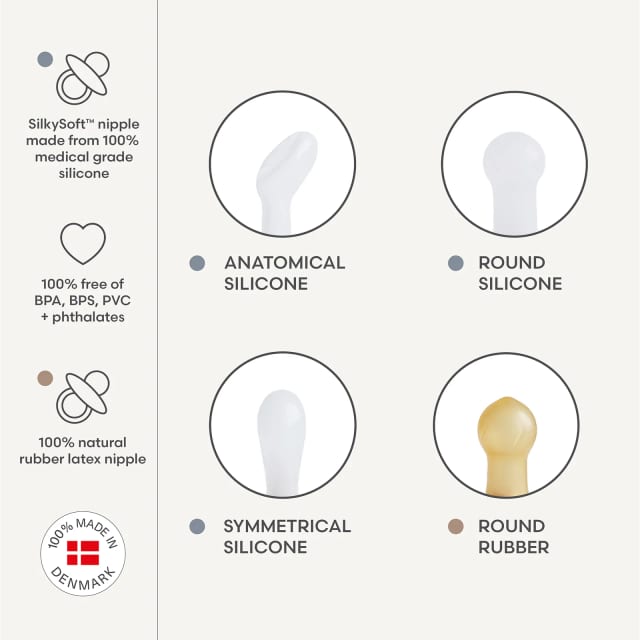 SilkySoft™ nipple
made from 100%
medical grade
silicone
100% free of
BPA, BPS, PVC
+ phthalates
100% natural
rubber latex nipple
100% MADE IN
DENMARK
ANATOMICAL
SILICONE
ROUND
SILICONE
SYMMETRICAL
SILICONE
ROUND
RUBBER